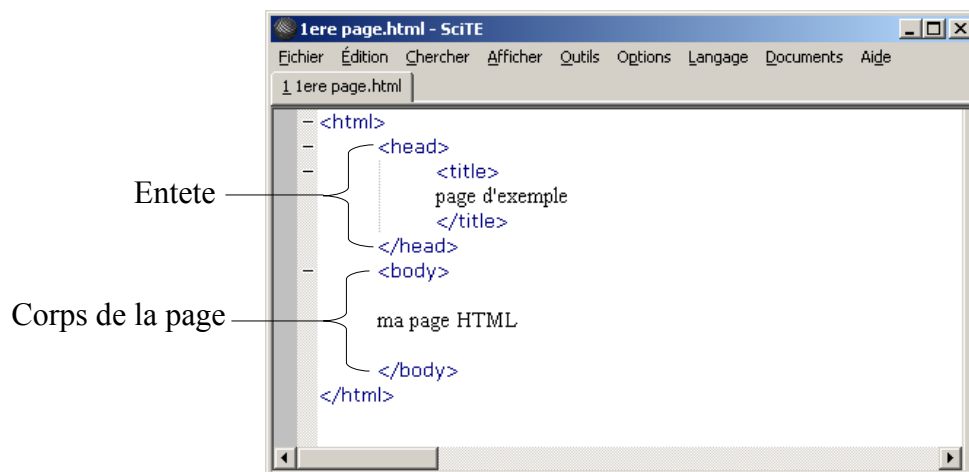 1ere page.html - SciTE
Fichier Édition Chercher Afficher Outils Options Langage Documents Aide
1 1ere page.html
<html>
<head>
<title>
Entete
page d'exemple
</title>
</head>
<body>
Corps de la page
ma page HTML
</body>
</html>